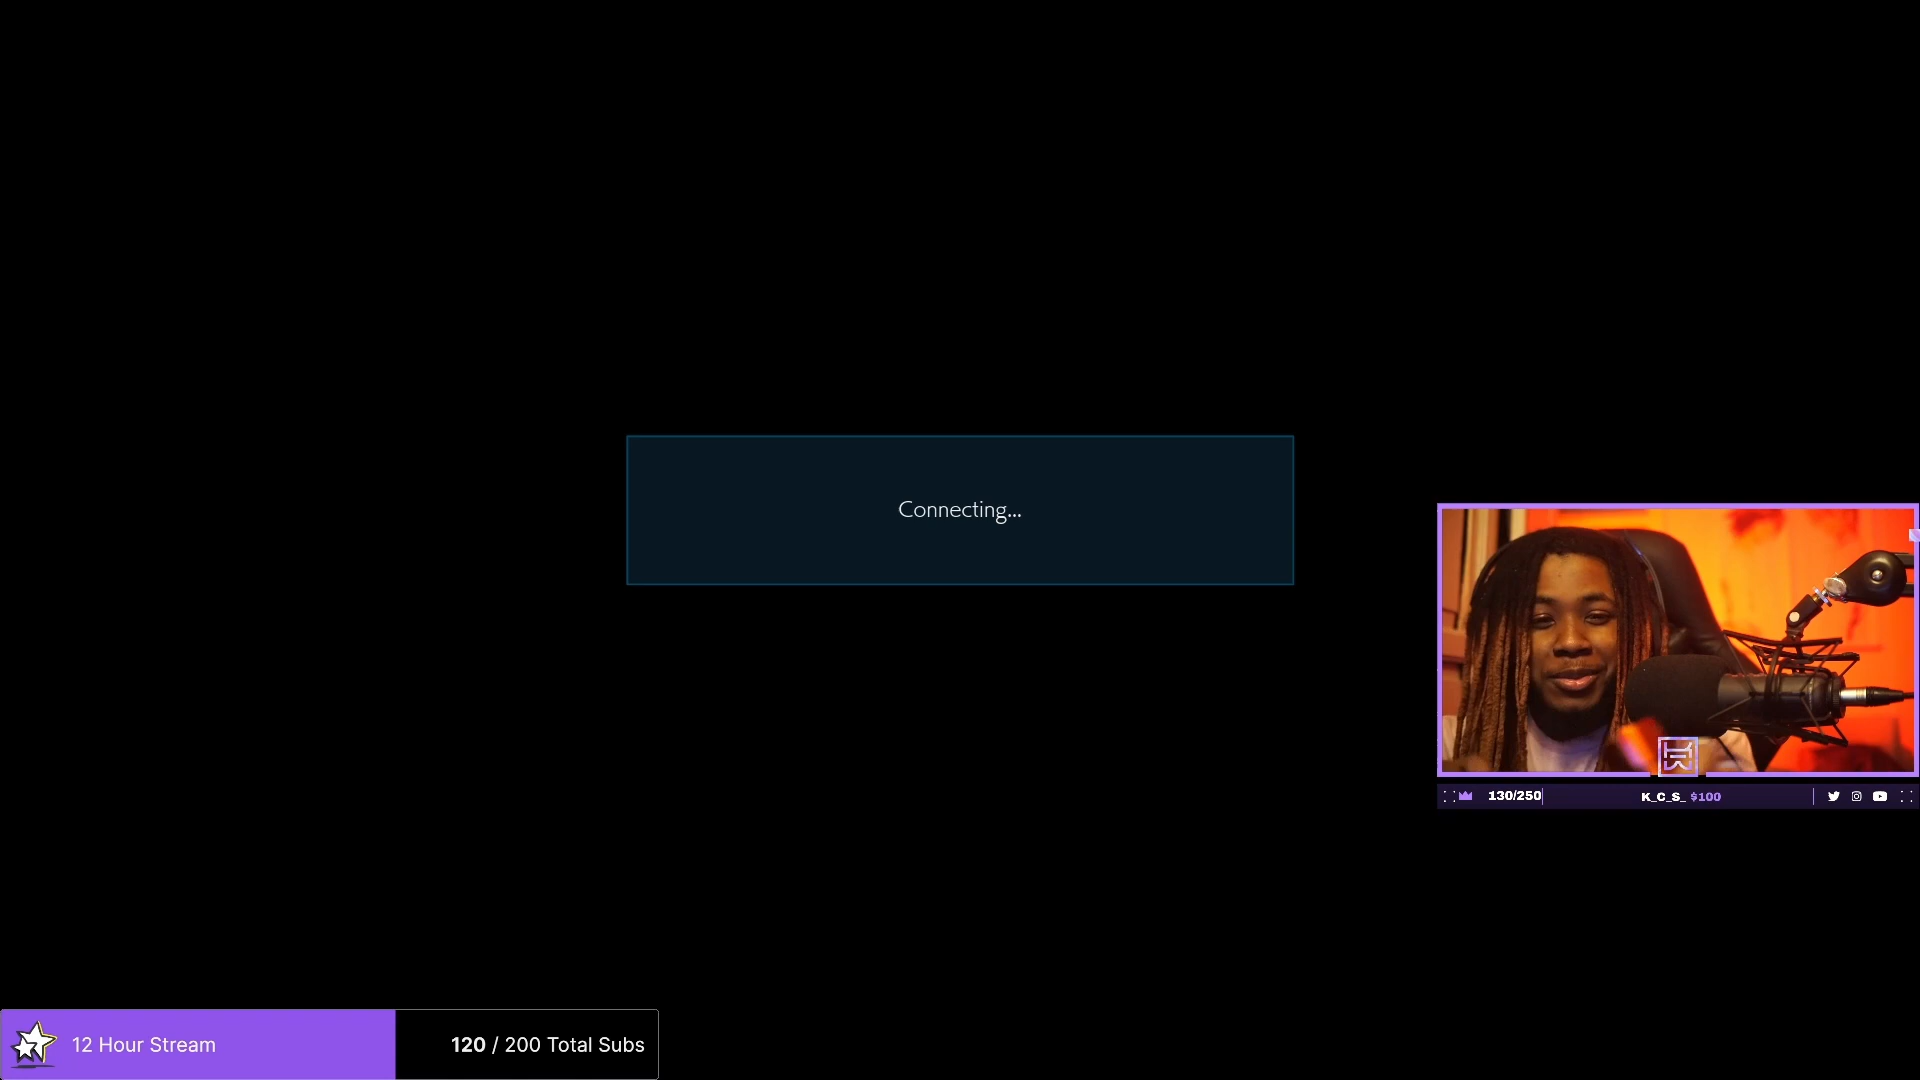 Connecting...
130/250
K_C_S_ $100
12 Hour Stream
120 / 200 Total Subs